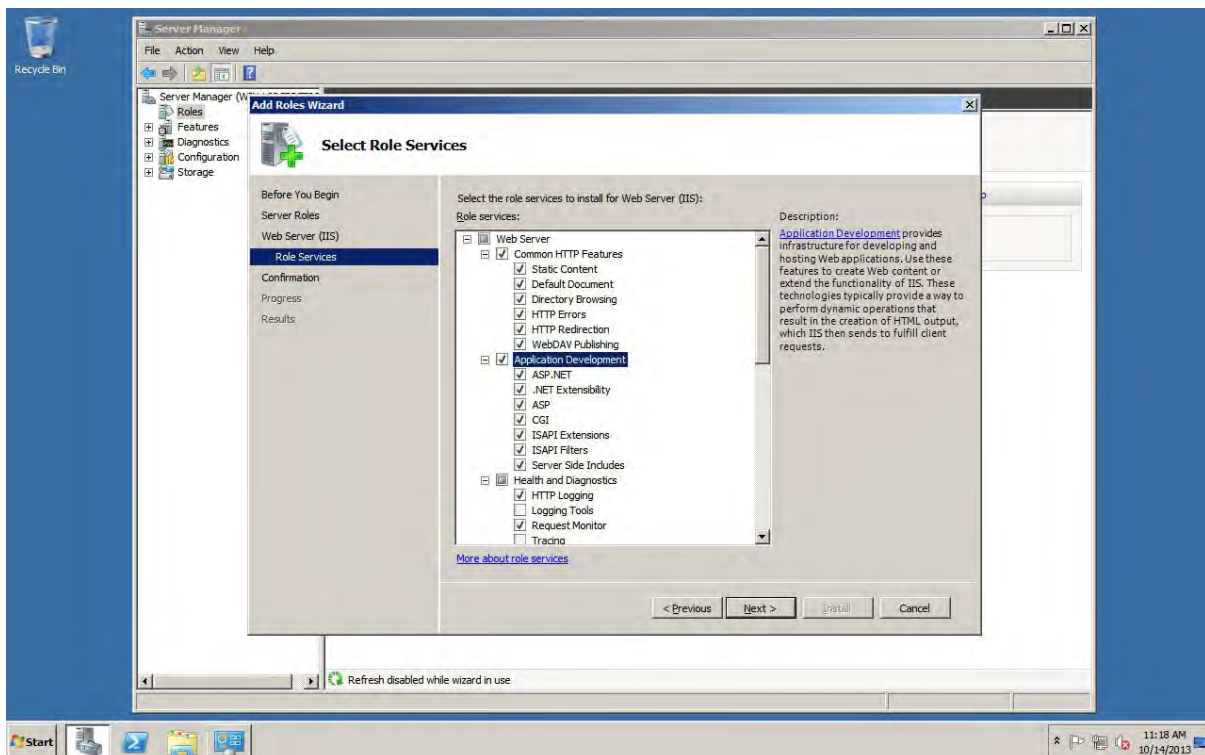 Recycle Bin
Server Manager
File Action View Help
Server Manager
Roles
Features
Diagnostics
Configuration
Storage
Add Roles Wizard
Select Role Services
Before You Begin
Server Roles
Web Server (IIS)
Role Services
Confirmation
Progress
Results
Select the role services to install for Web Server (IIS):
Role services:
Web Server
Common HTTP Features
Static Content
Default Document
Directory Browsing
HTTP Errors
HTTP Redirection
WebDAV Publishing
Application Development
ASP.NET
.NET Extensibility
ASP
CGI
ISAPI Extensions
ISAPI Filters
Server Side Includes
Health and Diagnostics
HTTP Logging
Logging Tools
Request Monitor
Tracing
More about role services
Description:
Application Development provides
infrastructure for developing and
hosting Web applications. Use these
features to create Web content or
extend the functionality of IIS. These
technologies typically provide a way to
perform dynamic operations that
result in the creation of HTML output,
which IIS then sends to fulfill client
requests.
< Previous Next > Install Cancel
Refresh disabled while wizard in use
Start
11:18 AM
10/14/2013